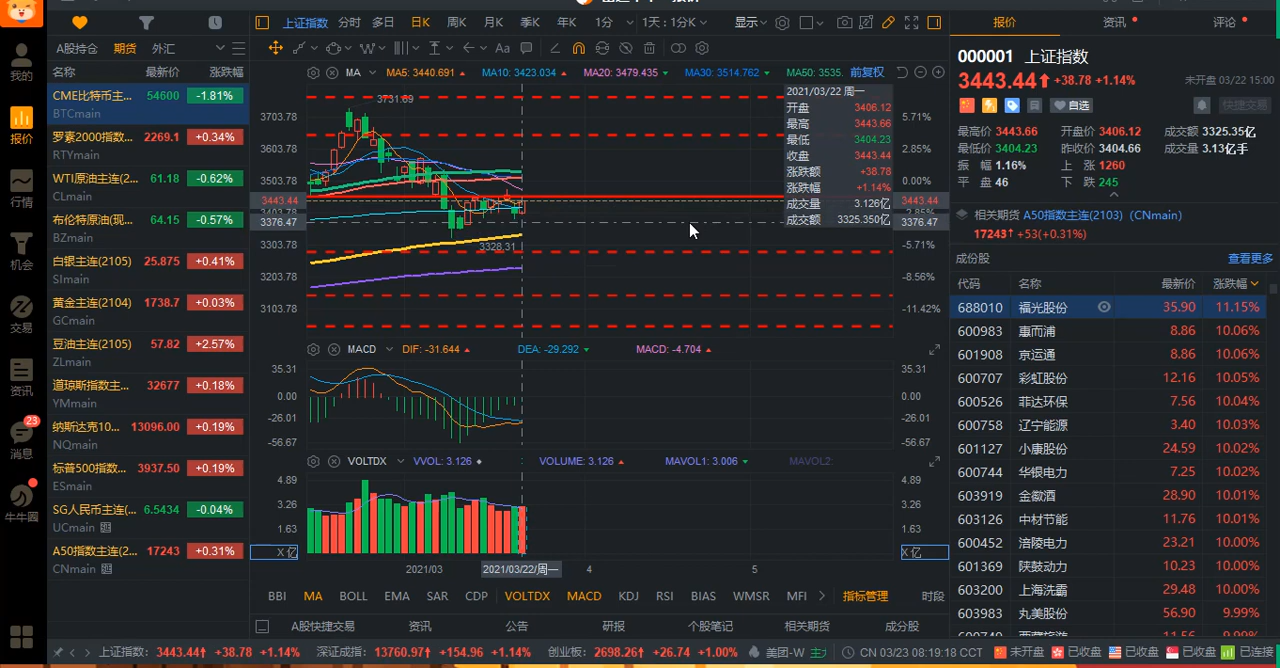 上证指数 分时 多日 日K 周K 月K 季K 年K 1分 1天 : 1分K 显示
报价 资讯 评论
A股持仓 期货 外汇
名称 最新价 涨跌幅
我的
报价
行情
机会
交易
资讯
23
消息
牛牛圈
CME比特币主... 54600 -1.81%
BTCmain
罗素2000指数... 2269.1 +0.34%
RTYmain
WTI原油主连(2... 61.18 -0.62%
CLmain
布伦特原油(现... 64.15 -0.57%
BZmain
白银主连(2105) 25.875 +0.41%
SImain
黄金主连(2104) 1738.7 +0.03%
GCmain
豆油主连(2105) 57.82 +2.57%
ZLmain
道琼斯指数主... 32677 +0.18%
YMmain
纳斯达克10... 13096.00 +0.19%
NQmain
标普500指数... 3937.50 +0.19%
ESmain
SG人民币主连(... 6.5434 -0.04%
UCmain
A50指数主连(2... 17243 +0.31%
CNmain
Aa
MA MA5: 3440.691 MA10: 3423.034 MA20: 3479.435 MA30: 3514.762 MA50: 3535. 前复权
3731.69
3328.31
3703.78 5.71%
3603.78 2.85%
3503.78 0.00%
3443.44 3443.44
3376.47 3376.47
3303.78 -5.71%
3203.78 -8.56%
3103.78 -11.42%
2021/03/22 周一
开盘 3406.12
最高 3443.66
最低 3404.23
收盘 3443.44
涨跌额 +38.78
涨跌幅 +1.14%
成交量 3.126亿
成交额 3325.350亿
MACD DIF: -31.644 DEA: -29.292 MACD: -4.704
35.31 35.31
0.00 0.00
-26.01 -26.01
-56.67 -56.67
VOLTDX VVOL: 3.126 VOLUME: 3.126 MAVOL1: 3.006 MAVOL2:
4.89 4.89
3.26 3.26
1.63 1.63
X 亿 X 亿
2021/03 2021/03/22/周一 4 5
BBI MA BOLL EMA SAR CDP VOLTDX MACD KDJ RSI BIAS WMSR MFI 指标管理 时段
A股快捷交易 资讯 公告 研报 个股笔记 相关期货 成分股
000001 上证指数
3443.44 +38.78 +1.14% 未开盘 03/22 15:00
自选 快捷交易
最高价 3443.66 开盘价 3406.12 成交额 3325.35亿
最低价 3404.23 昨收价 3404.66 成交量 3.13亿手
振 幅 1.16% 上 涨 1260
平 盘 46 下 跌 245
相关期货 A50指数主连(2103) (CNmain)
17243 +53(+0.31%)
成份股 查看更多
代码 名称 最新价 涨跌幅
688010 福光股份 35.90 11.15%
600983 惠而浦 8.86 10.06%
601908 京运通 8.86 10.06%
600707 彩虹股份 12.16 10.05%
600526 菲达环保 7.56 10.04%
600758 辽宁能源 3.40 10.03%
601127 小康股份 24.59 10.02%
600744 华银电力 7.25 10.02%
603919 金徽酒 28.90 10.01%
603126 中材节能 11.76 10.01%
600452 涪陵电力 23.21 10.00%
601369 陕鼓动力 10.23 10.00%
603200 上海洗霸 29.48 10.00%
603983 丸美股份 56.90 9.99%
上证指数: 3443.44 +38.78 +1.14% 深证成指: 13760.97 +154.96 +1.14% 创业板: 2698.26 +26.74 +1.00% 美团-W CN 03/23 08:19:18 CCT 未开盘 已收盘 已收盘 已收盘 已连接